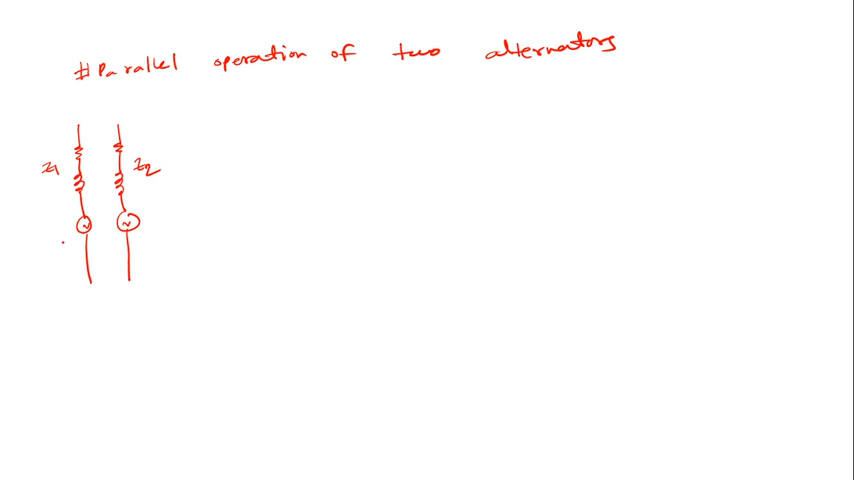 #Parallel operation of two alternators
Z1 Z2
~ ~